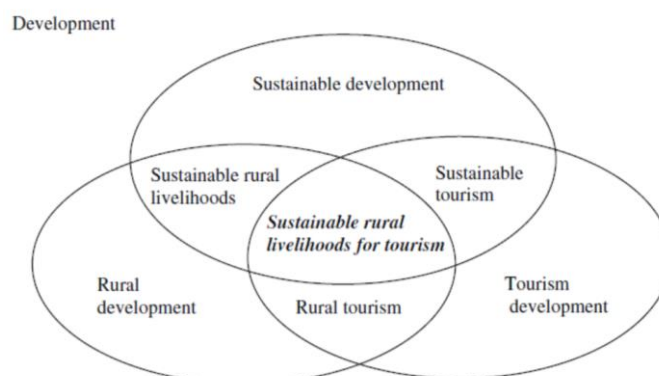 Development
Sustainable development
Sustainable rural
livelihoods
Sustainable
tourism
Sustainable rural
livelihoods for tourism
Rural
development
Rural tourism
Tourism
development